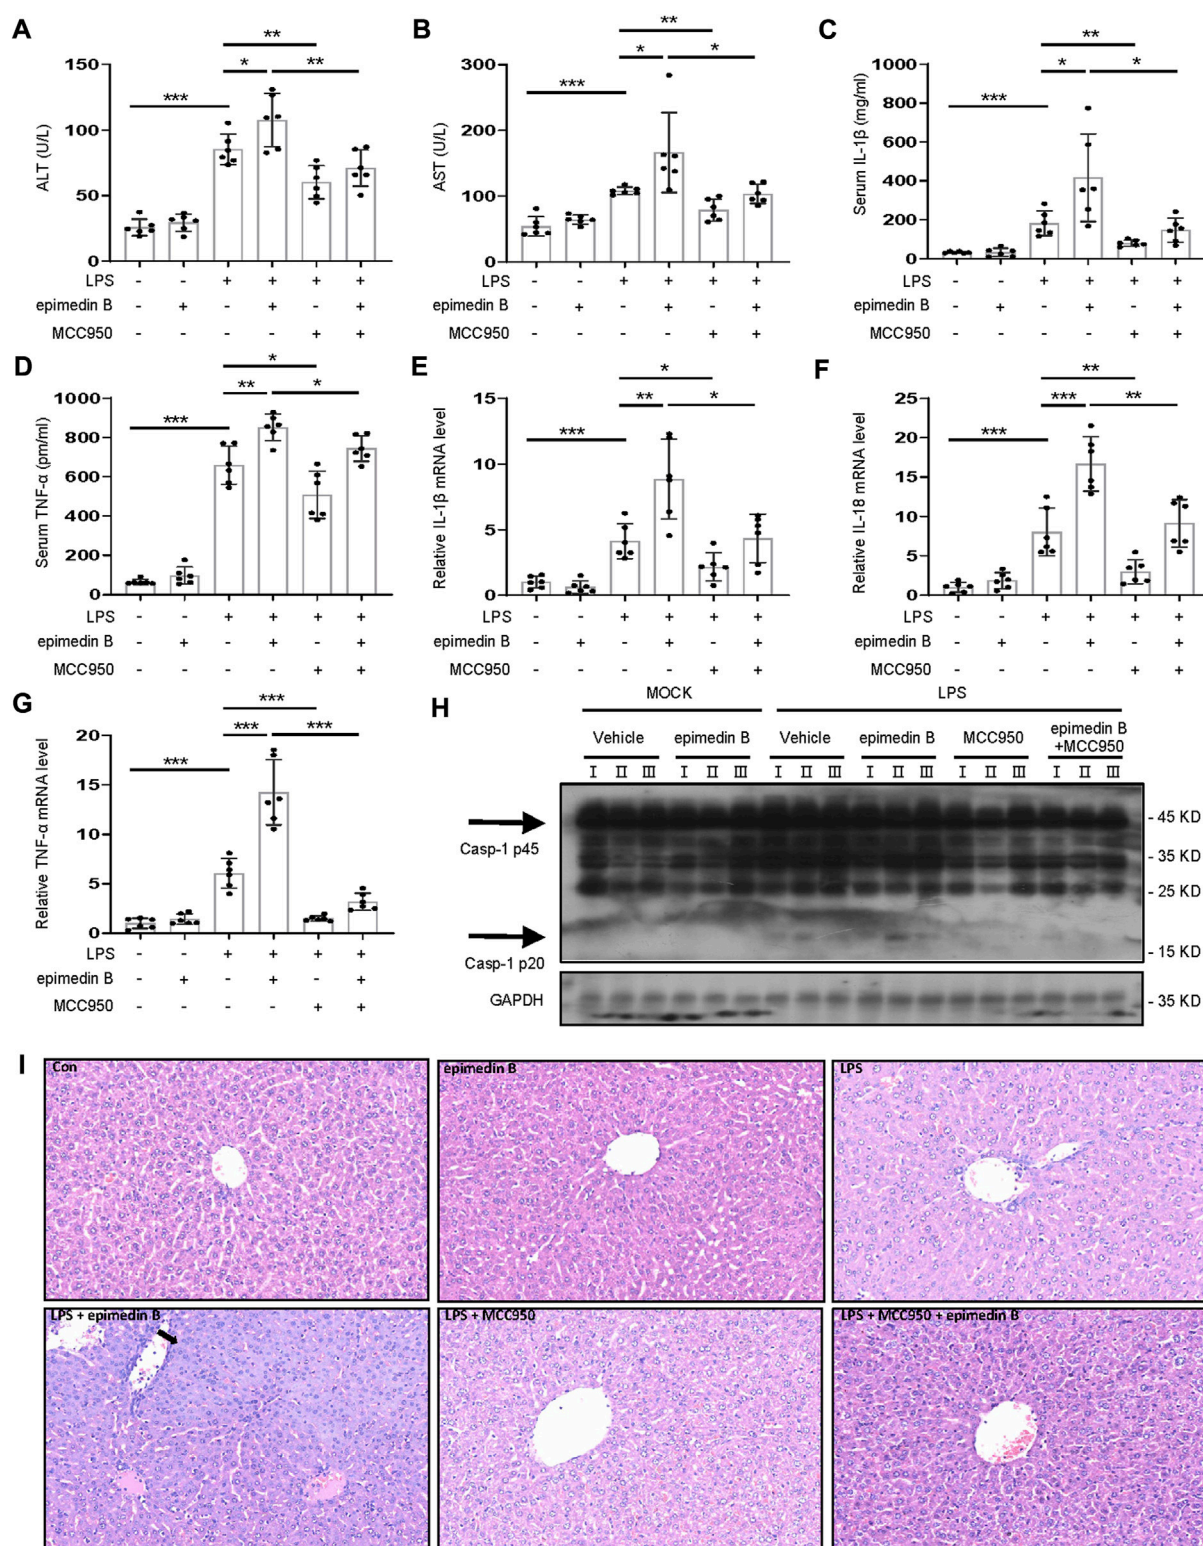 A
ALT (U/L)
**
*
**
***
150
100
50
0
LPS - - + + + +
epimedin B - + - + - +
MCC950 - - - - + +
B
AST (U/L)
**
*
*
***
300
200
100
0
LPS - - + + + +
epimedin B - + - + - +
MCC950 - - - - + +
C
Serum IL-1β (mg/ml)
**
*
*
***
1000
800
600
400
200
0
LPS - - + + + +
epimedin B - + - + - +
MCC950 - - - - + +
D
Serum TNF-α (pm/ml)
*
**
*
***
1000
800
600
400
200
0
LPS - - + + + +
epimedin B - + - + - +
MCC950 - - - - + +
E
Relative IL-1β mRNA level
*
**
*
***
15
10
5
0
LPS - - + + + +
epimedin B - + - + - +
MCC950 - - - - + +
F
Relative IL-18 mRNA level
**
***
**
***
25
20
15
10
5
0
LPS - - + + + +
epimedin B - + - + - +
MCC950 - - - - + +
G
Relative TNF-α mRNA level
***
***
***
***
20
15
10
5
0
LPS - - + + + +
epimedin B - + - + - +
MCC950 - - - - + +
H
MOCK LPS
Vehicle epimedin B Vehicle epimedin B MCC950 epimedin B
+MCC950
I II III I II III I II III I II III I II III I II III
Casp-1 p45
Casp-1 p20
GAPDH
- 45 KD
- 35 KD
- 25 KD
- 15 KD
- 35 KD
I
Con
epimedin B
LPS
LPS + epimedin B
LPS + MCC950
LPS + MCC950 + epimedin B